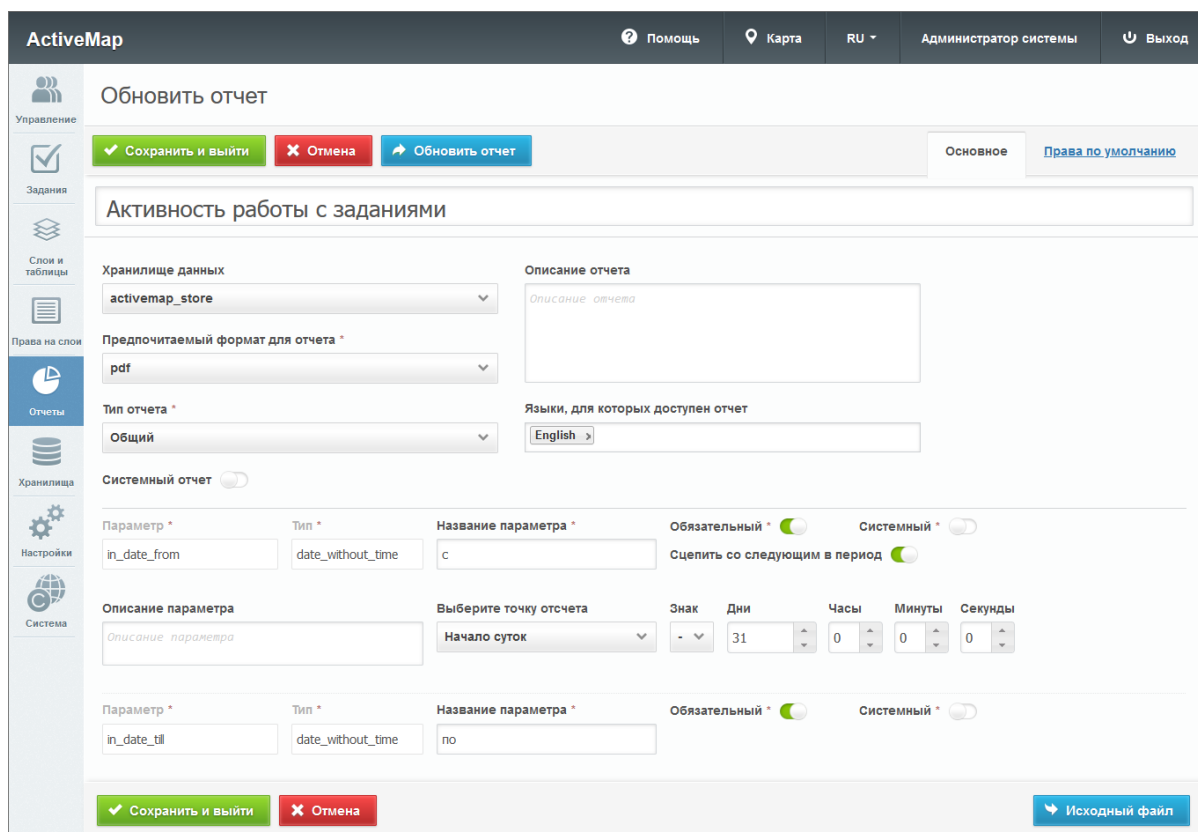 ActiveMap
Помощь
Карта
RU
Администратор системы
Выход
Управление
Задания
Слои и
таблицы
Права на слои
Отчеты
Хранилища
Настройки
Система
Обновить отчет
Сохранить и выйти
Отмена
Обновить отчет
Основное
Права по умолчанию
Активность работы с заданиями
Хранилище данных
activemap_store
Описание отчета
Описание отчета
Предпочитаемый формат для отчета *
pdf
Тип отчета *
Общий
Языки, для которых доступен отчет
English
Системный отчет
Параметр * Тип * Название параметра * Обязательный * Системный *
in_date_from date_without_time с Сцепить со следующим в период
Описание параметра Выберите точку отсчета Знак Дни Часы Минуты Секунды
Описание параметра Начало суток - 31 0 0 0
Параметр * Тип * Название параметра * Обязательный * Системный *
in_date_till date_without_time по
Сохранить и выйти
Отмена
Исходный файл